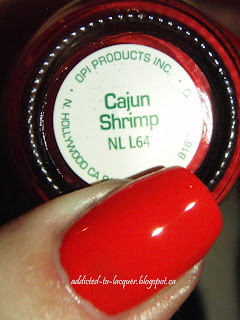 OPI PRODUCTS INC.
Cajun
Shrimp
NL L64
N. HOLLYWOOD CA
addicted-to-lacquer.blogspot.ca